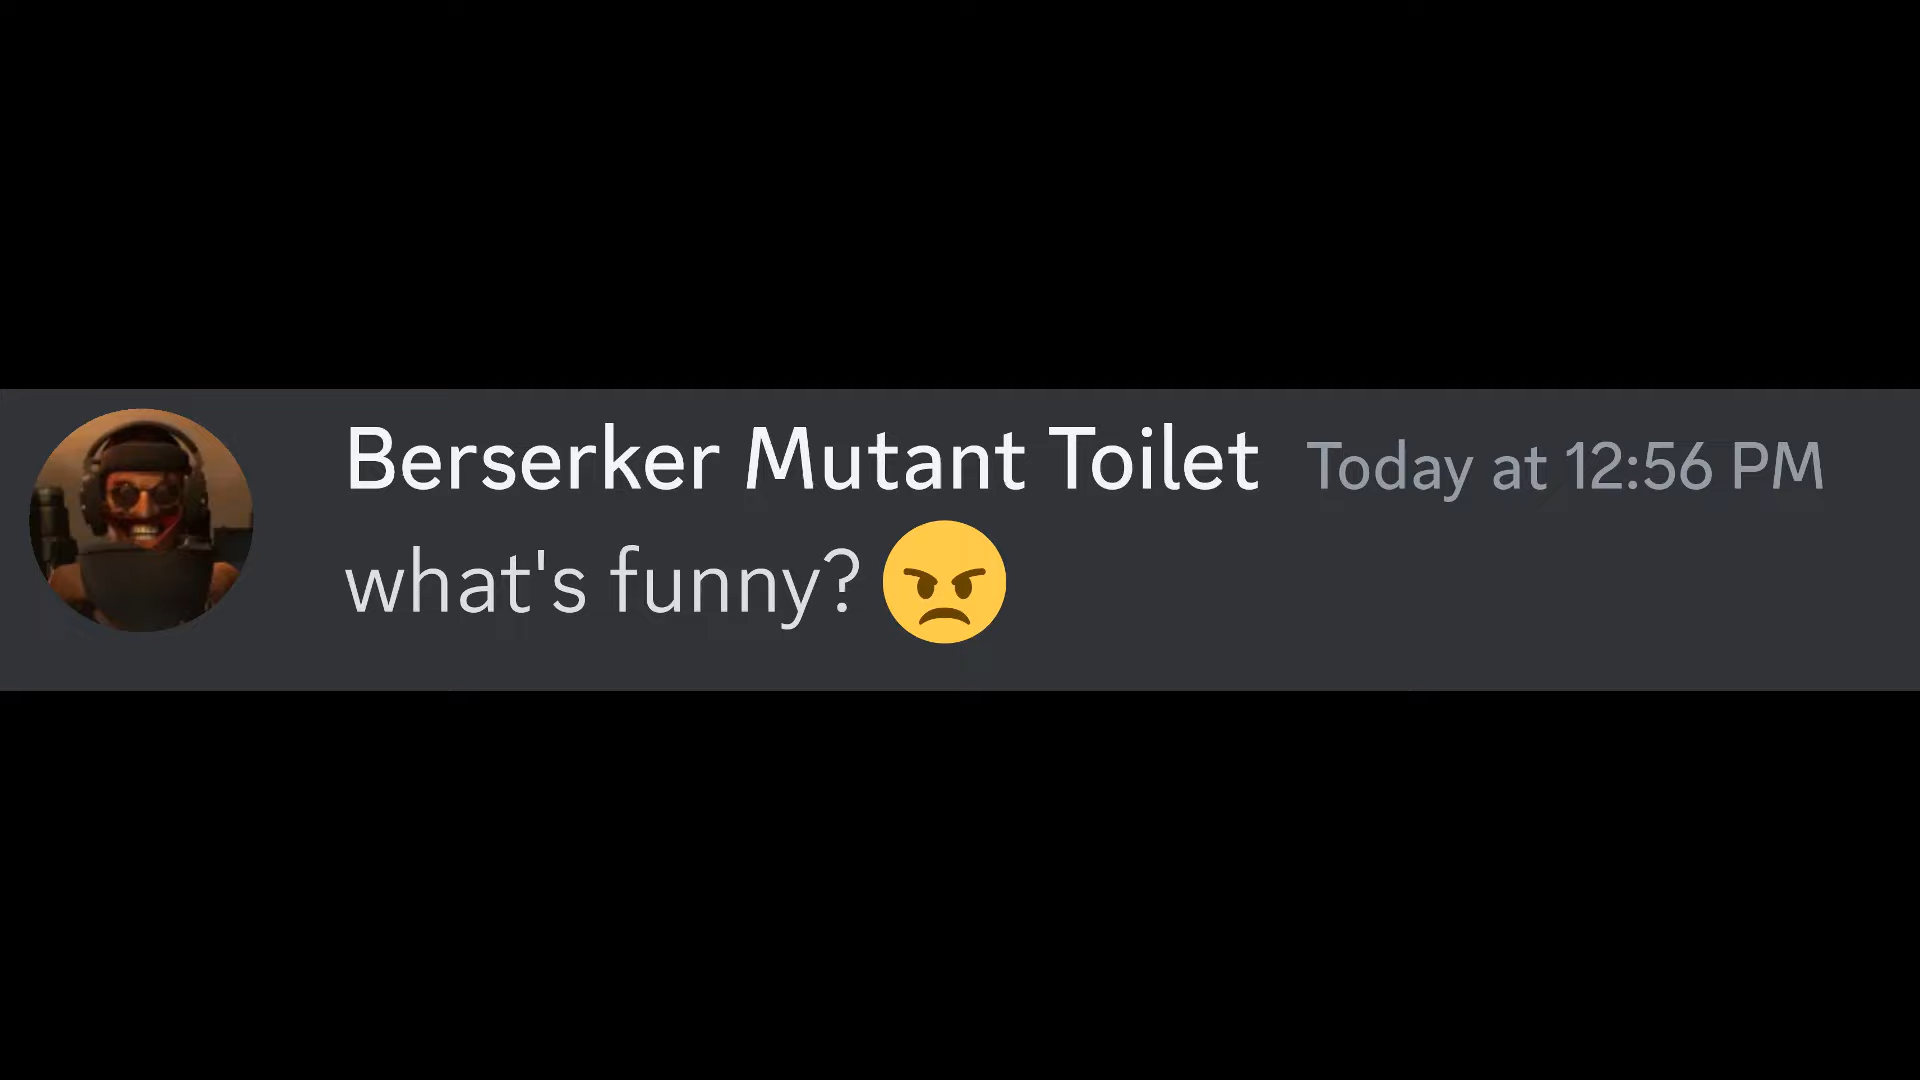 Berserker Mutant Toilet Today at 12:56 PM
what's funny? 😠